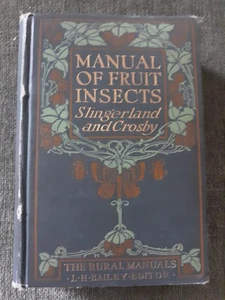 MANUAL
OF FRUIT
INSECTS
Slingerland
and Crosby
THE RURAL MANUALS
L·H·BAILEY·EDITOR·